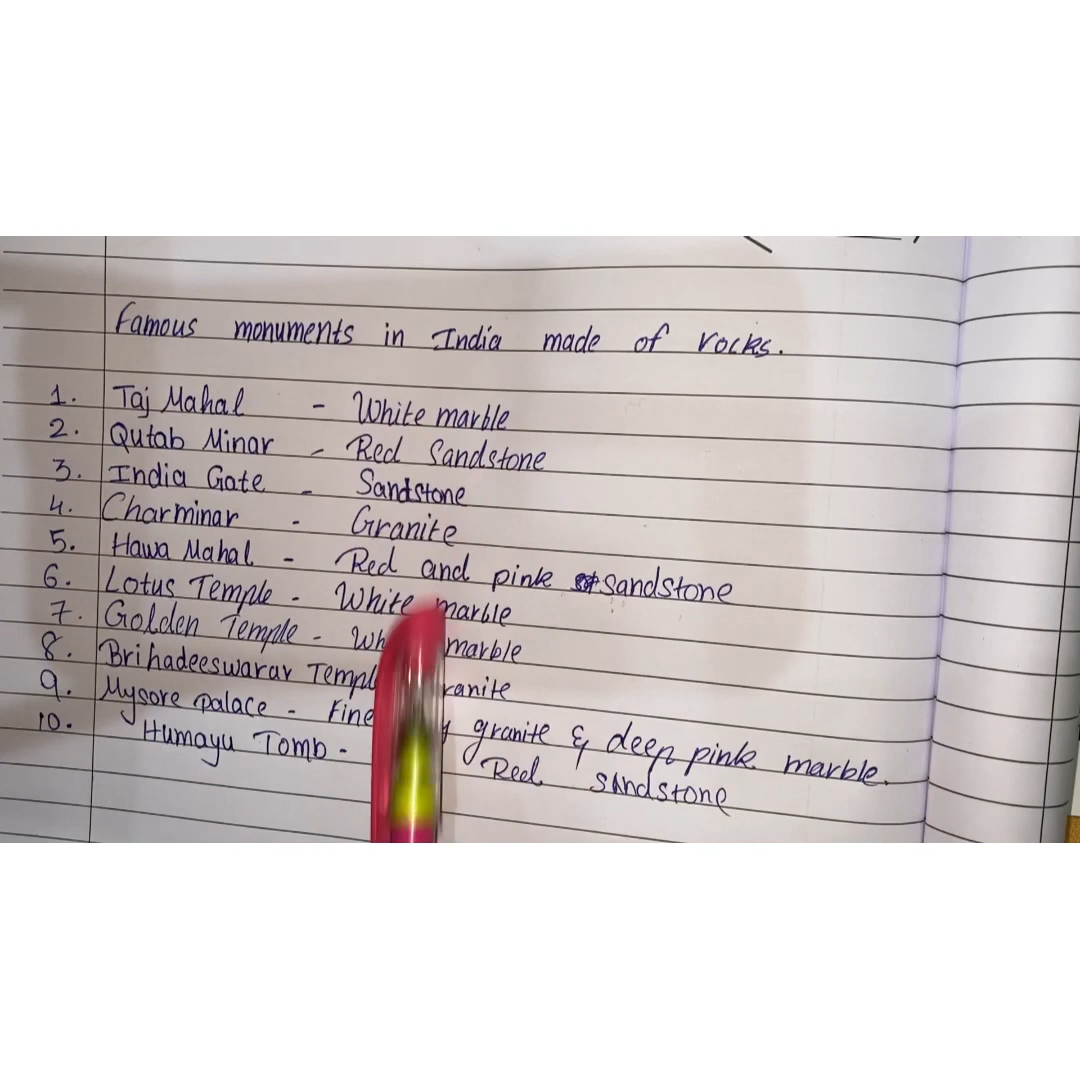 Famous monuments in India made of rocks.
1. Taj Mahal - White marble
2. Qutab Minar - Red Sandstone
3. India Gate - Sandstone
4. Charminar - Granite
5. Hawa Mahal - Red and pink sandstone
6. Lotus Temple - White marble
7. Golden Temple - marble
8. Brihadeeswarar
9. Mysore palace - Fine granite & deep pink marble.
10. Humayu Tomb - Red sandstone